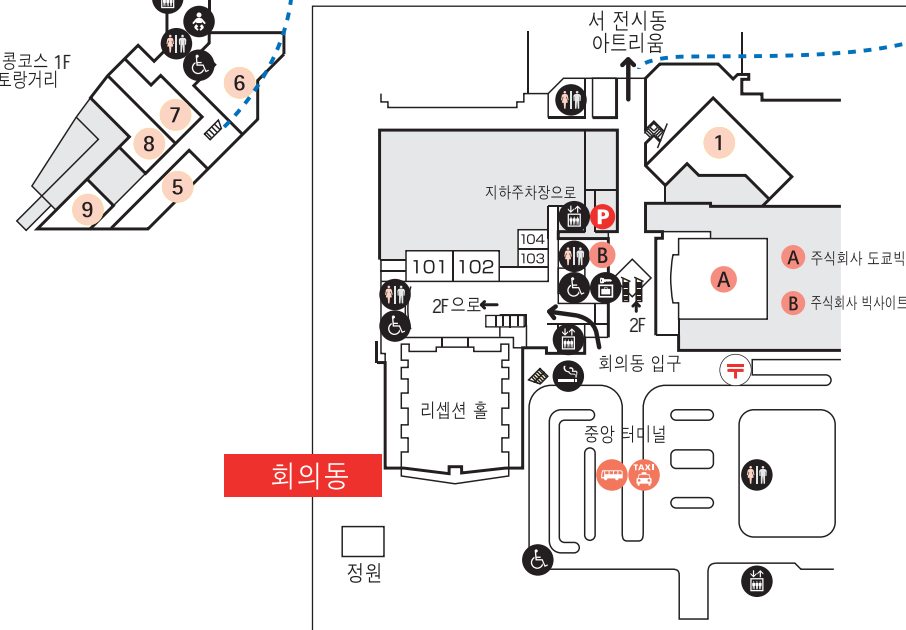 콩코스 1F
토랑거리
6
7
8
5
9
서 전시동
아트리움
1
지하주차장으로
P
104
103
B
101
102
2F으로
2F
A
A 주식회사 도쿄빅
B 주식회사 빅사이트
회의동 입구
리셉션 홀
중앙 터미널
TAXI
회의동
정원